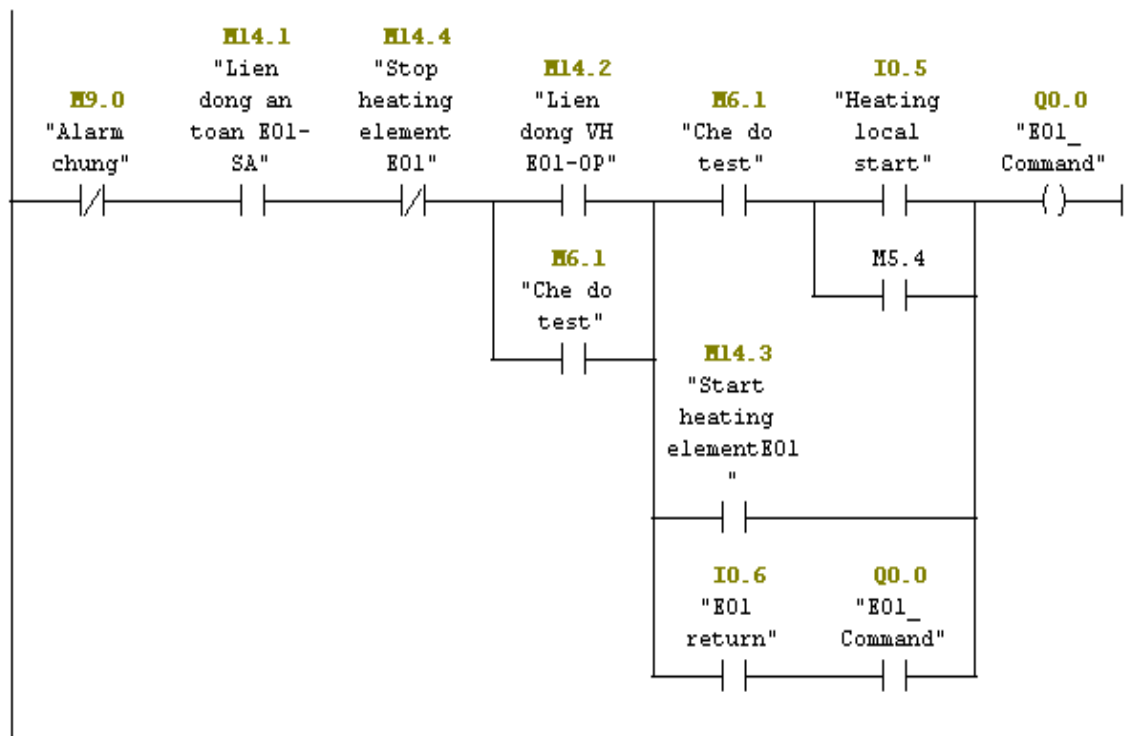 M9.0
"Alarm
chung"
M14.1
"Lien
dong an
toan E01-
SA"
M14.4
"Stop
heating
element
E01"
M14.2
"Lien
dong VH
E01-OP"
M6.1
"Che do
test"
I0.5
"Heating
local
start"
Q0.0
"E01_
Command"
M6.1
"Che do
test"
M5.4
M14.3
"Start
heating
elementE01
"
I0.6
"E01
return"
Q0.0
"E01_
Command"